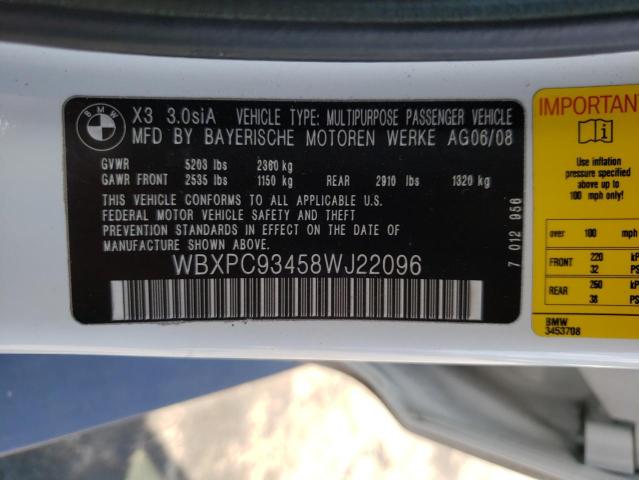 BMW
X3 3.0siA VEHICLE TYPE: MULTIPURPOSE PASSENGER VEHICLE
MFD BY BAYERISCHE MOTOREN WERKE AG06/08
GVWR 5203 lbs 2360 kg
GAWR FRONT 2535 lbs 1150 kg REAR 2910 lbs 1320 kg
THIS VEHICLE CONFORMS TO ALL APPLICABLE U.S.
FEDERAL MOTOR VEHICLE SAFETY AND THEFT
PREVENTION STANDARDS IN EFFECT ON THE DATE OF
MANUFACTURE SHOWN ABOVE.
WBXPC93458WJ22096
7 012 956
IMPORTAN
Use inflation
pressure specified
above up to
100 mph only!
over 100 mph
FRONT 220 kP
32 PS
REAR 260 kP
38 PS
BMW
3453708